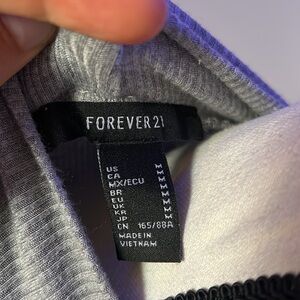 FOREVER 21
US M
CA M
MX/ECU M
BR M
EU M
UK M
KR M
JP M
CN 165/88A
MADE IN
VIETNAM